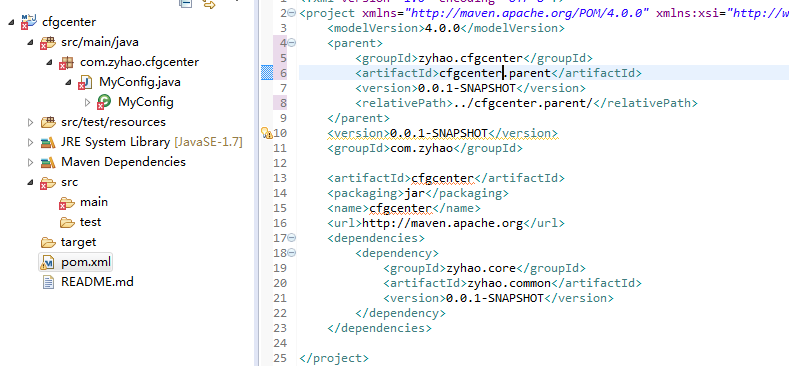 cfgcenter
src/main/java
com.zyhao.cfgcenter
MyConfig.java
MyConfig
src/test/resources
JRE System Library [JavaSE-1.7]
Maven Dependencies
src
main
test
target
pom.xml
README.md
2 <project xmlns="http://maven.apache.org/POM/4.0.0" xmlns:xsi="http://w
3 <modelVersion>4.0.0</modelVersion>
4 <parent>
5 <groupId>zyhao.cfgcenter</groupId>
6 <artifactId>cfgcenter.parent</artifactId>
7 <version>0.0.1-SNAPSHOT</version>
8 <relativePath>../cfgcenter.parent/</relativePath>
9 </parent>
10 <version>0.0.1-SNAPSHOT</version>
11 <groupId>com.zyhao</groupId>
12
13 <artifactId>cfgcenter</artifactId>
14 <packaging>jar</packaging>
15 <name>cfgcenter</name>
16 <url>http://maven.apache.org</url>
17 <dependencies>
18 <dependency>
19 <groupId>zyhao.core</groupId>
20 <artifactId>zyhao.common</artifactId>
21 <version>0.0.1-SNAPSHOT</version>
22 </dependency>
23 </dependencies>
24
25 </project>